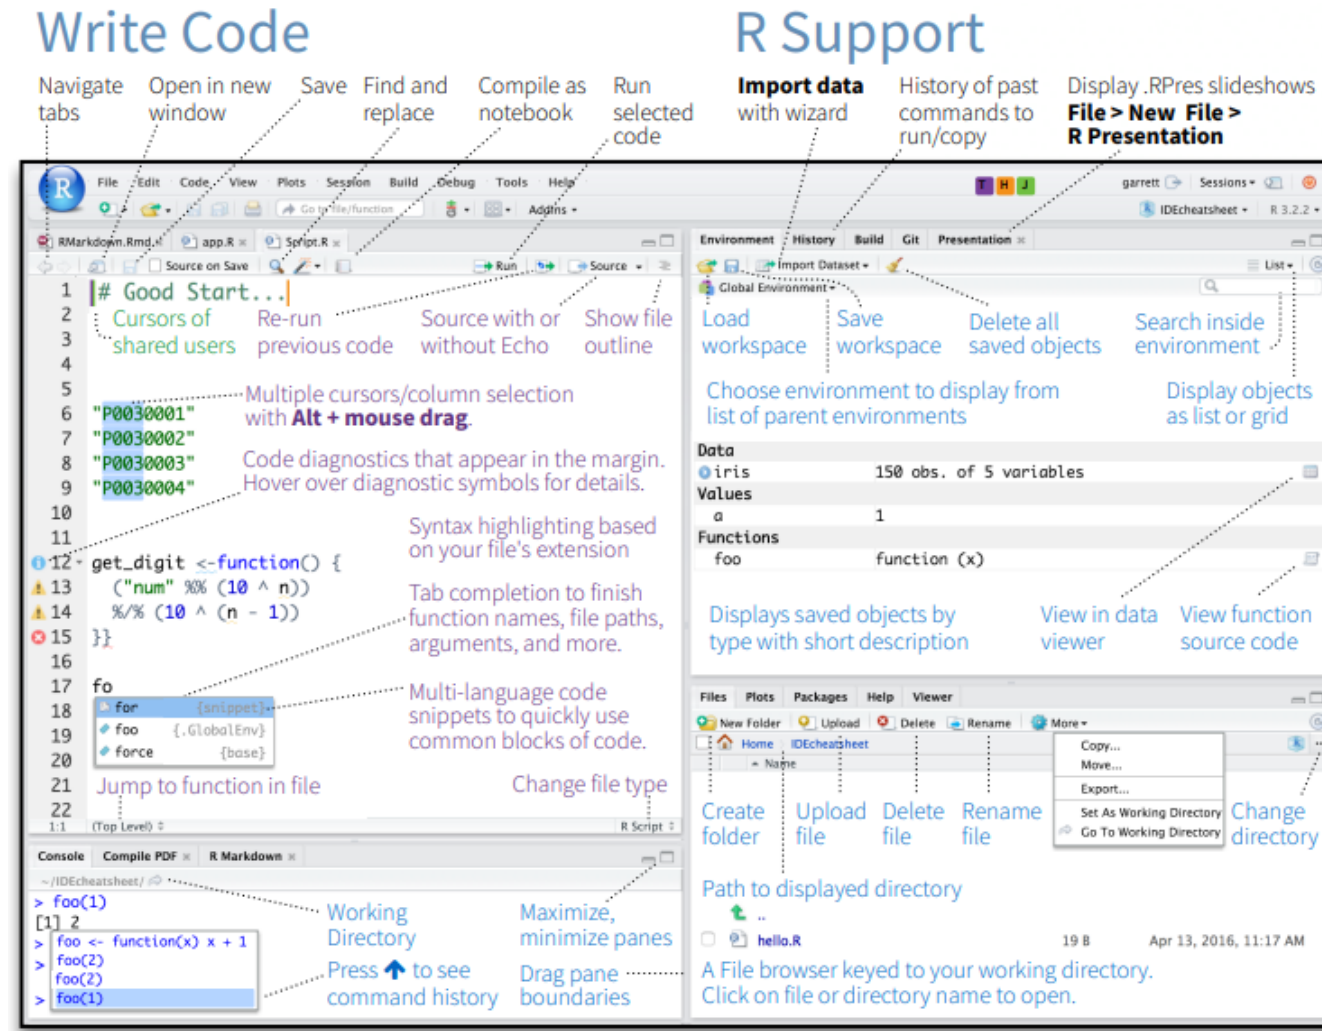 Write Code
R Support
Navigate tabs
Open in new window
Save
Find and replace
Compile as notebook
Run selected code
Import data with wizard
History of past commands to run/copy
Display .RPres slideshows
File > New File >
R Presentation
R
File Edit Code View Plots Session Build Debug Tools Help
T H J
garrett Sessions
Go to file/function
Addins
IDEcheatsheet R 3.2.2
RMarkdown.Rmd app.R Script.R
Source on Save
Run
Source
1 # Good Start...
2
3
4
5
6 "P0030001"
7 "P0030002"
8 "P0030003"
9 "P0030004"
10
11
12 get_digit <-function() {
13 ("num" %% (10 ^ n))
14 %/% (10 ^ (n - 1))
15 }}
16
17 fo
18
19
20
21
22
for {snippet}
foo {.GlobalEnv}
force {base}
Cursors of shared users
Re-run previous code
Source with or without Echo
Show file outline
Multiple cursors/column selection
with Alt + mouse drag.
Code diagnostics that appear in the margin.
Hover over diagnostic symbols for details.
Syntax highlighting based
on your file's extension
Tab completion to finish
function names, file paths,
arguments, and more.
Multi-language code
snippets to quickly use
common blocks of code.
Jump to function in file
Change file type
1:1 (Top Level) R Script
Console Compile PDF R Markdown
~/IDEcheatsheet/
> foo(1)
[1] 2
> foo <- function(x) x + 1
> foo(2)
foo(2)
> foo(1)
Working Directory
Press to see
command history
Maximize,
minimize panes
Drag pane
boundaries
Environment History Build Git Presentation
Import Dataset
List
Global Environment
Load workspace
Save workspace
Delete all saved objects
Search inside environment
Choose environment to display from
list of parent environments
Display objects
as list or grid
Data
iris 150 obs. of 5 variables
Values
a 1
Functions
foo function (x)
Displays saved objects by
type with short description
View in data viewer
View function source code
Files Plots Packages Help Viewer
New Folder Upload Delete Rename More
Home IDEcheatsheet
Name
Copy...
Move...
Export...
Set As Working Directory
Go To Working Directory
Create folder
Upload file
Delete file
Rename file
Change directory
Path to displayed directory
..
hello.R 19 B Apr 13, 2016, 11:17 AM
A File browser keyed to your working directory.
Click on file or directory name to open.